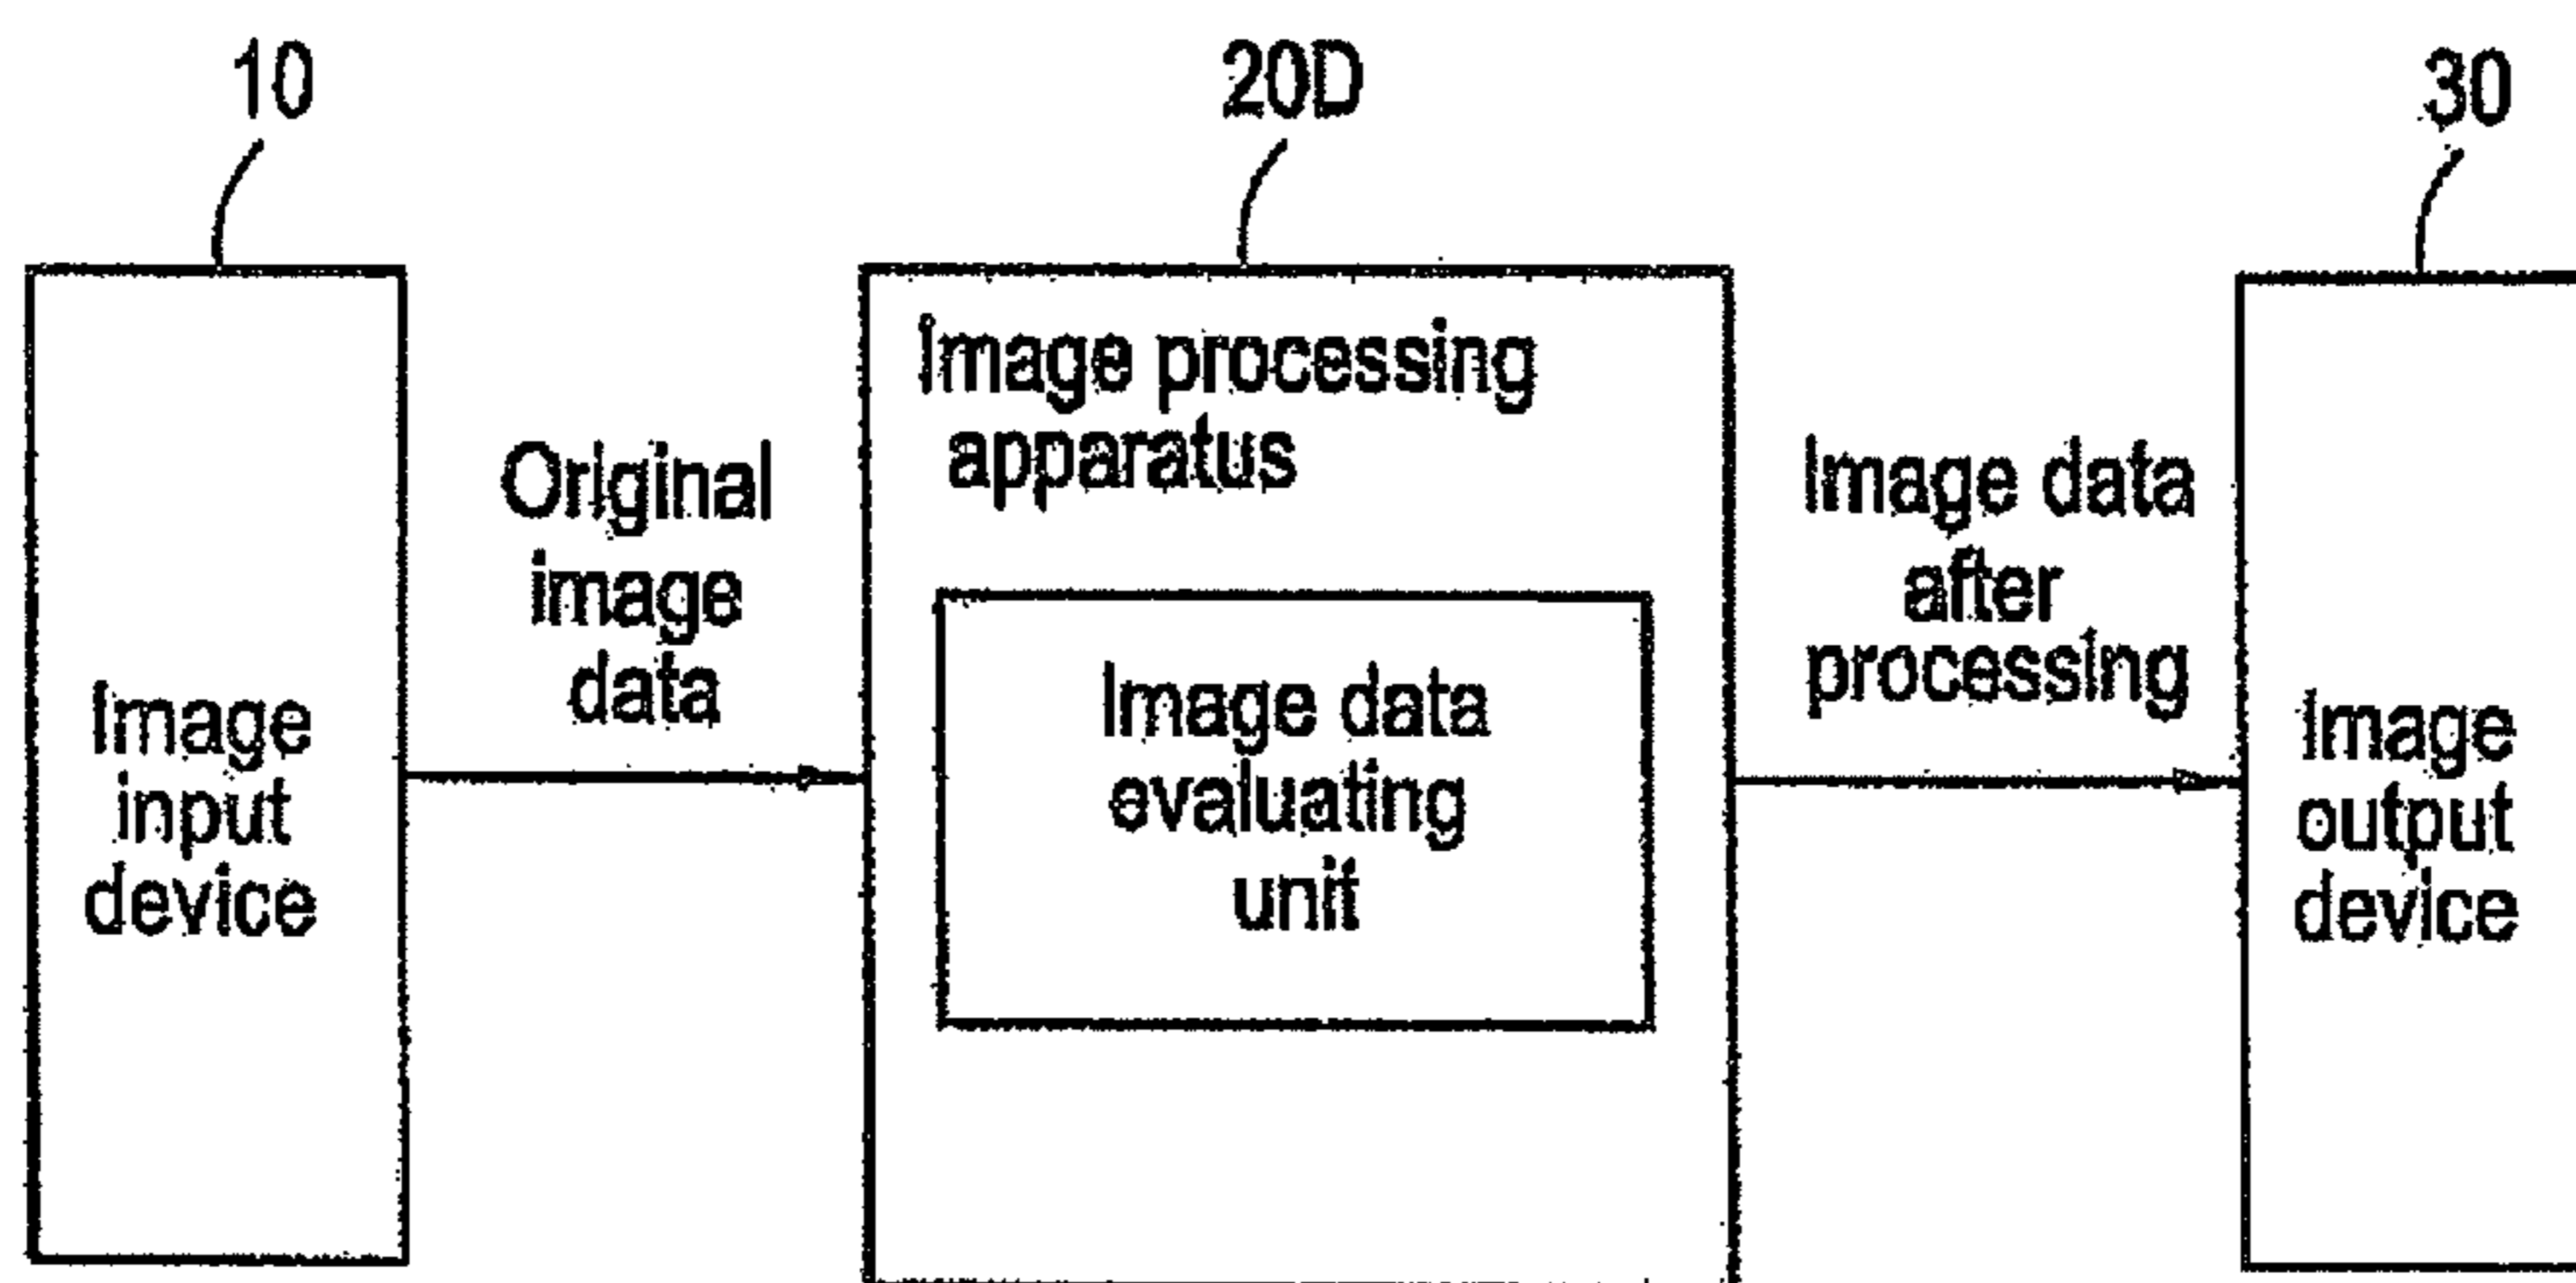 10
20D
30
Image
input
device
Original
image
data
Image processing
apparatus
Image data
evaluating
unit
Image data
after
processing
Image
output
device